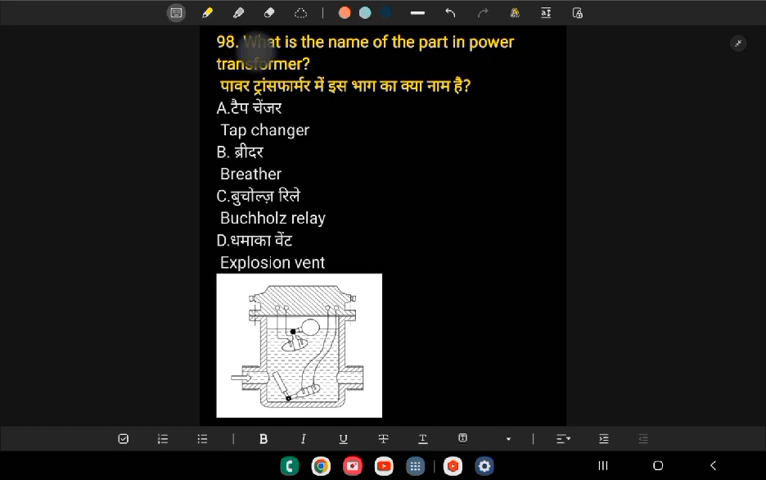 98. What is the name of the part in power
transformer?
पावर ट्रांसफार्मर में इस भाग का क्या नाम है?
A.टैप चेंजर
Tap changer
B. ब्रीदर
Breather
C.बुचोल्ज़ रिले
Buchholz relay
D.धमाका वेंट
Explosion vent
B I U T T